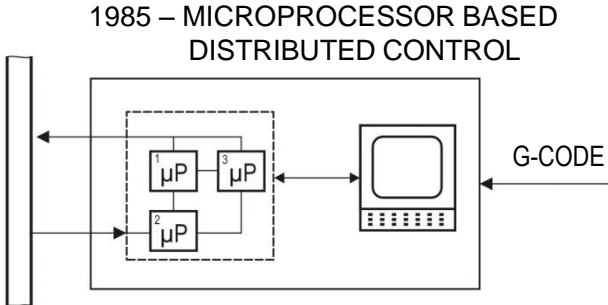 1985 – MICROPROCESSOR BASED
DISTRIBUTED CONTROL
G-CODE
1
µP
3
µP
2
µP